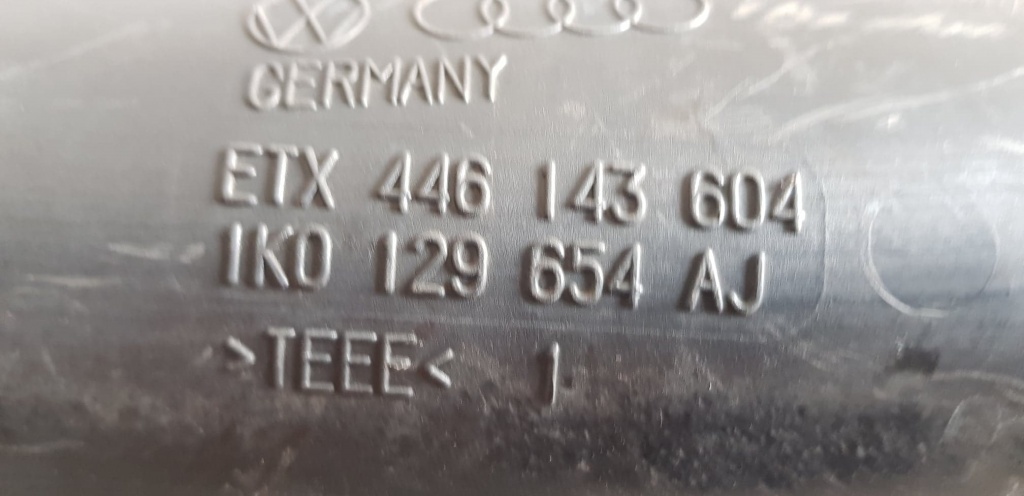 GERMANY
ETX 446 143 604
1K0 129 654 AJ
>TEEE< 1